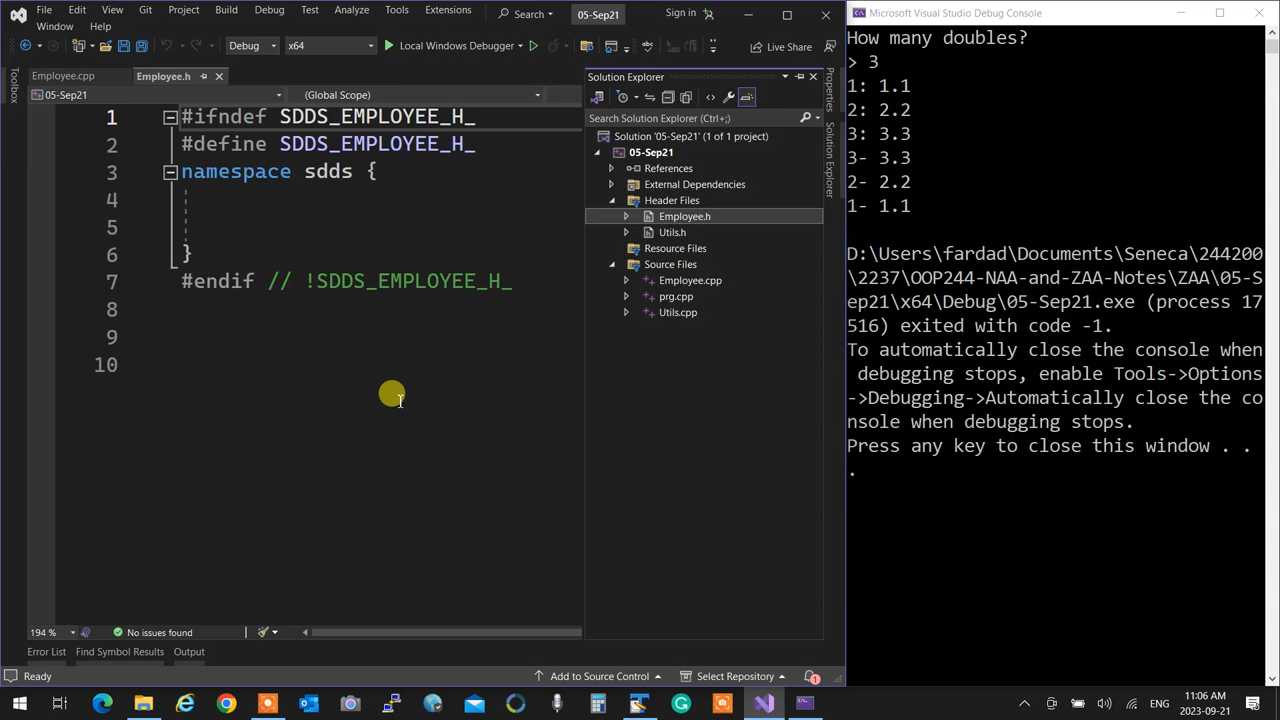 File Edit View Git Project Build Debug Test Analyze Tools Extensions Search 05-Sep21 Sign in
Window Help
Debug x64 Local Windows Debugger Live Share
Toolbox
Employee.cpp Employee.h
05-Sep21 (Global Scope)
1 #ifndef SDDS_EMPLOYEE_H_
2 #define SDDS_EMPLOYEE_H_
3 namespace sdds {
4
5
6 }
7 #endif // !SDDS_EMPLOYEE_H_
8
9
10
194 % No issues found
Solution Explorer
Search Solution Explorer (Ctrl+;)
Solution '05-Sep21' (1 of 1 project)
05-Sep21
References
External Dependencies
Header Files
Employee.h
Utils.h
Resource Files
Source Files
Employee.cpp
prg.cpp
Utils.cpp
Properties
Solution Explorer
Error List Find Symbol Results Output
Ready Add to Source Control Select Repository 1
Microsoft Visual Studio Debug Console
How many doubles?
> 3
1: 1.1
2: 2.2
3: 3.3
3- 3.3
2- 2.2
1- 1.1
D:\Users\fardad\Documents\Seneca\244200
\2237\OOP244-NAA-and-ZAA-Notes\ZAA\05-S
ep21\x64\Debug\05-Sep21.exe (process 17
516) exited with code -1.
To automatically close the console when
debugging stops, enable Tools->Options
->Debugging->Automatically close the co
nsole when debugging stops.
Press any key to close this window . .
.
ENG 11:06 AM
2023-09-21